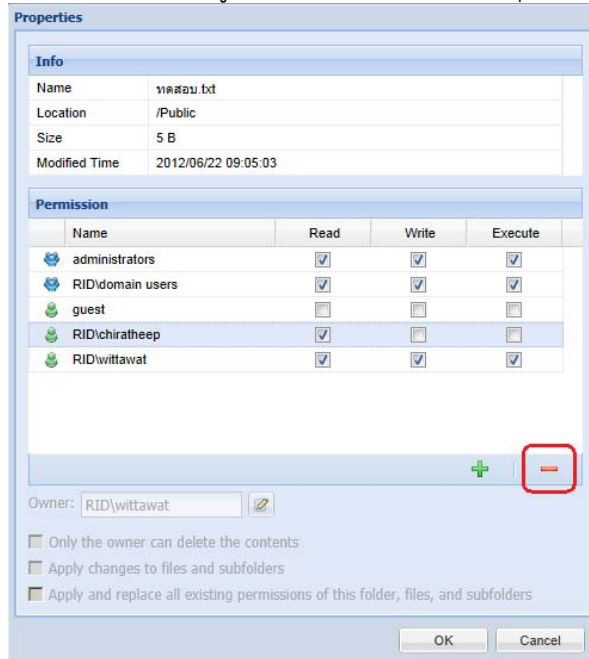 Properties
Info
Name ทดสอบ.txt
Location /Public
Size 5 B
Modified Time 2012/06/22 09:05:03
Permission
Name Read Write Execute
administrators
RID\domain users
guest
RID\chiratheep
RID\wittawat
Owner: RID\wittawat
Only the owner can delete the contents
Apply changes to files and subfolders
Apply and replace all existing permissions of this folder, files, and subfolders
OK Cancel